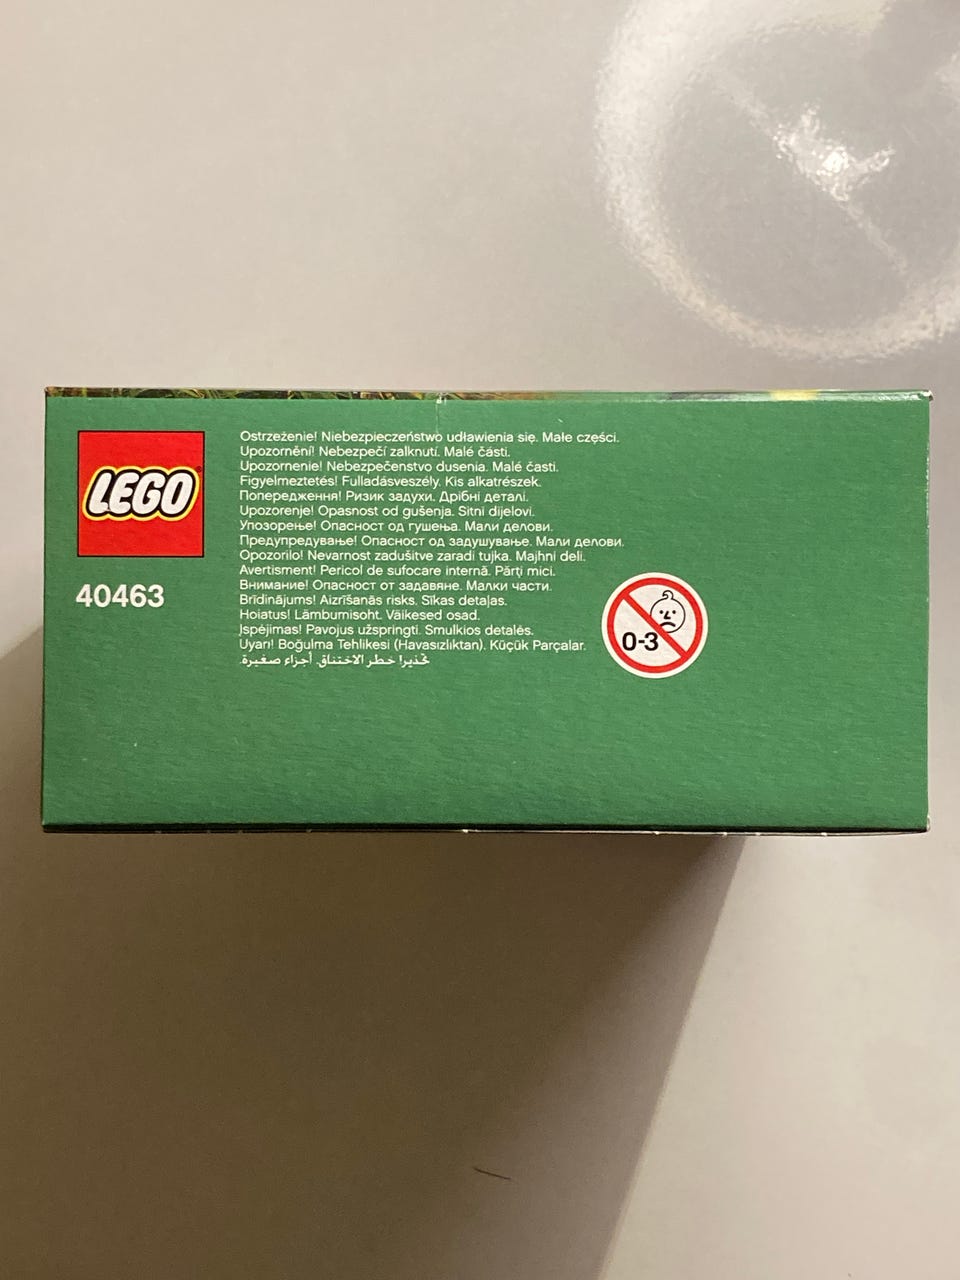 LEGO
40463
Ostrzeżenie! Niebezpieczeństwo udławienia się. Małe części.
Upozornění! Nebezpečí zalknutí. Malé části.
Upozornenie! Nebezpečenstvo dusenia. Malé časti.
Figyelmeztetés! Fulladásveszély. Kis alkatrészek.
Попередження! Ризик задухи. Дрібні деталі.
Upozorenje! Opasnost od gušenja. Sitni dijelovi.
Упозорење! Опасност од гушења. Мали делови.
Предупредување! Опасност од задушување. Мали делови.
Opozorilo! Nevarnost zadušitve zaradi tujka. Majhni deli.
Avertisment! Pericol de sufocare internă. Părţi mici.
Внимание! Опасност от задавяне. Малки части.
Brīdinājums! Aizrīšanās risks. Sīkas detaļas.
Hoiatus! Lämbumisoht. Väikesed osad.
Įspėjimas! Pavojus užspringti. Smulkios detalės.
Uyarı! Boğulma Tehlikesi (Havasızlıktan). Küçük Parçalar.
تحذير! خطر الاختناق. أجزاء صغيرة.
0-3